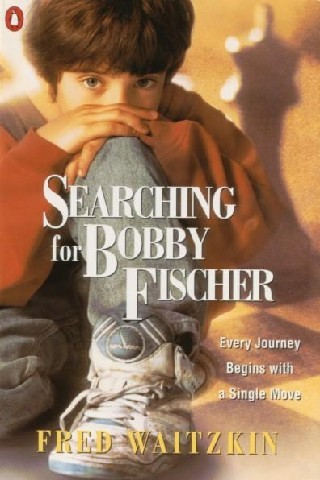 SEARCHING
for BOBBY
FISCHER
Every Journey
Begins with
a Single Move
FRED WAITZKIN